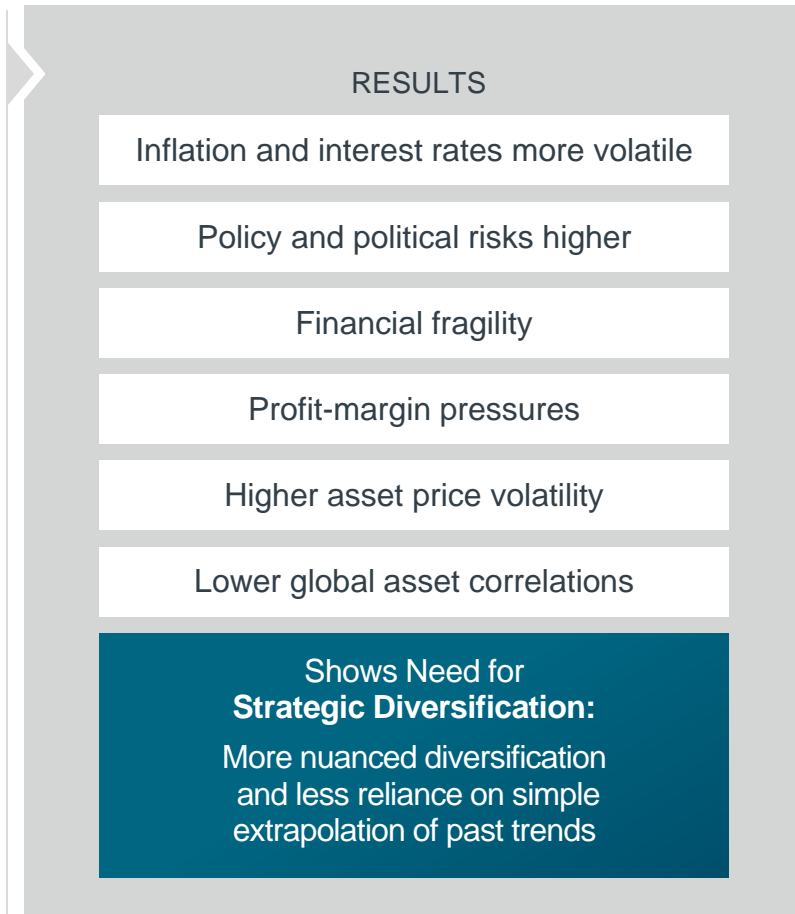 RESULTS
Inflation and interest rates more volatile
Policy and political risks higher
Financial fragility
Profit-margin pressures
Higher asset price volatility
Lower global asset correlations
Shows Need for
Strategic Diversification:
More nuanced diversification
and less reliance on simple
extrapolation of past trends